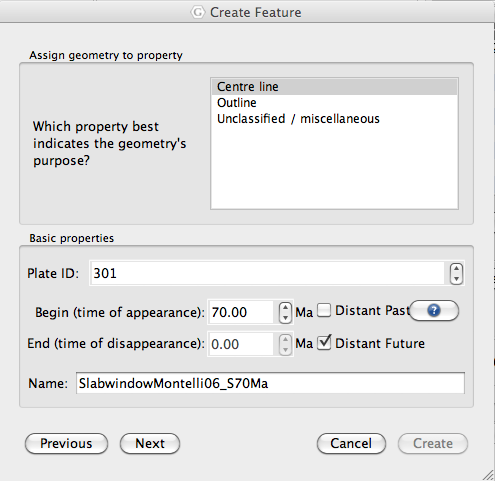 Create Feature
Assign geometry to property
Which property best
indicates the geometry's
purpose?
Centre line
Outline
Unclassified / miscellaneous
Basic properties
Plate ID: 301
Begin (time of appearance): 70.00 Ma Distant Past ?
End (time of disappearance): 0.00 Ma Distant Future
Name: SlabwindowMontelli06_S70Ma
Previous Next Cancel Create